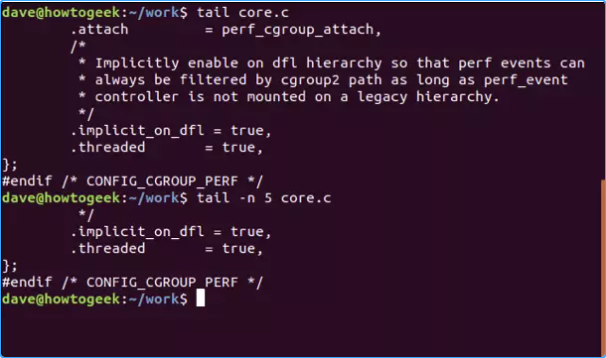 dave@howtogeek:~/work$ tail core.c
        .attach         = perf_cgroup_attach,
        /*
         * Implicitly enable on dfl hierarchy so that perf events can
         * always be filtered by cgroup2 path as long as perf_event
         * controller is not mounted on a legacy hierarchy.
         */
        .implicit_on_dfl = true,
        .threaded       = true,
};
#endif /* CONFIG_CGROUP_PERF */
dave@howtogeek:~/work$ tail -n 5 core.c
         */
        .implicit_on_dfl = true,
        .threaded       = true,
};
#endif /* CONFIG_CGROUP_PERF */
dave@howtogeek:~/work$